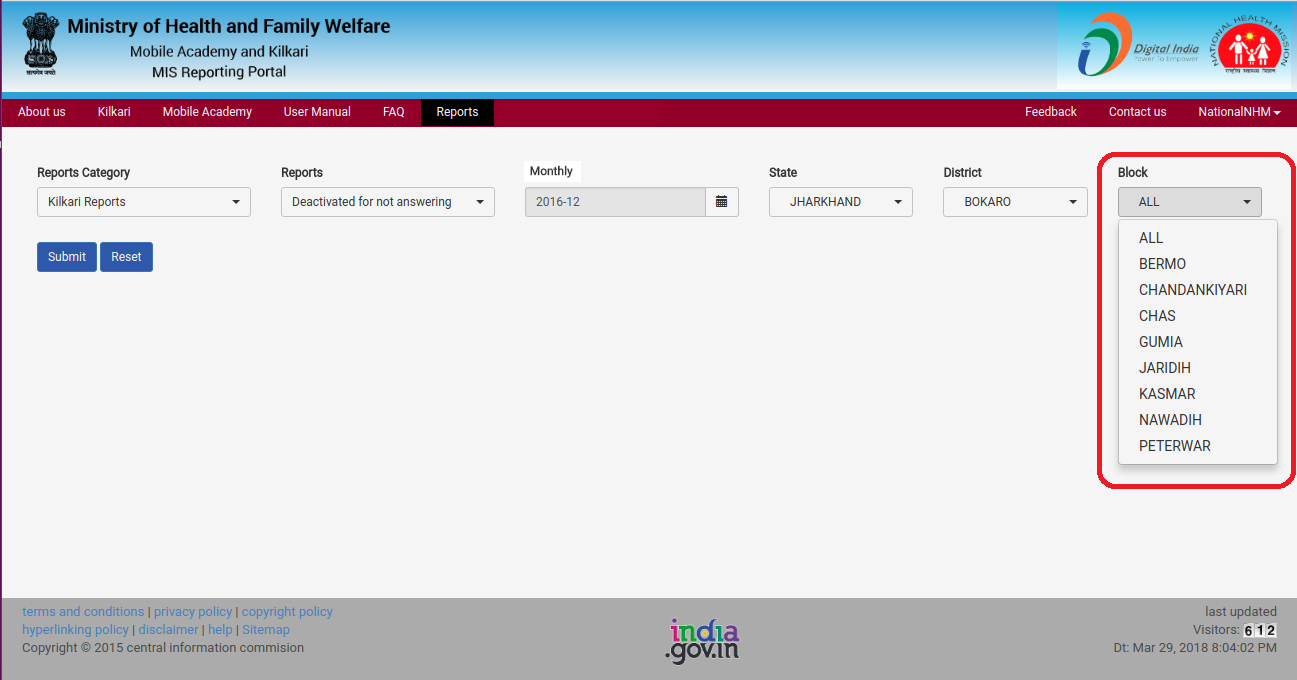 Ministry of Health and Family Welfare
Mobile Academy and Kilkari
MIS Reporting Portal
सत्यमेव जयते
Digital India
Power To Empower
NATIONAL HEALTH MISSION
राष्ट्रीय स्वास्थ्य मिशन
About us Kilkari Mobile Academy User Manual FAQ Reports Feedback Contact us NationalNHM
Reports Category Reports Monthly State District Block
Kilkari Reports Deactivated for not answering 2016-12 JHARKHAND BOKARO ALL
Submit Reset
ALL
BERMO
CHANDANKIYARI
CHAS
GUMIA
JARIDIH
KASMAR
NAWADIH
PETERWAR
terms and conditions | privacy policy | copyright policy
hyperlinking policy | disclaimer | help | Sitemap
Copyright © 2015 central information commision
india
.gov.in
last updated
Visitors: 612
Dt: Mar 29, 2018 8:04:02 PM